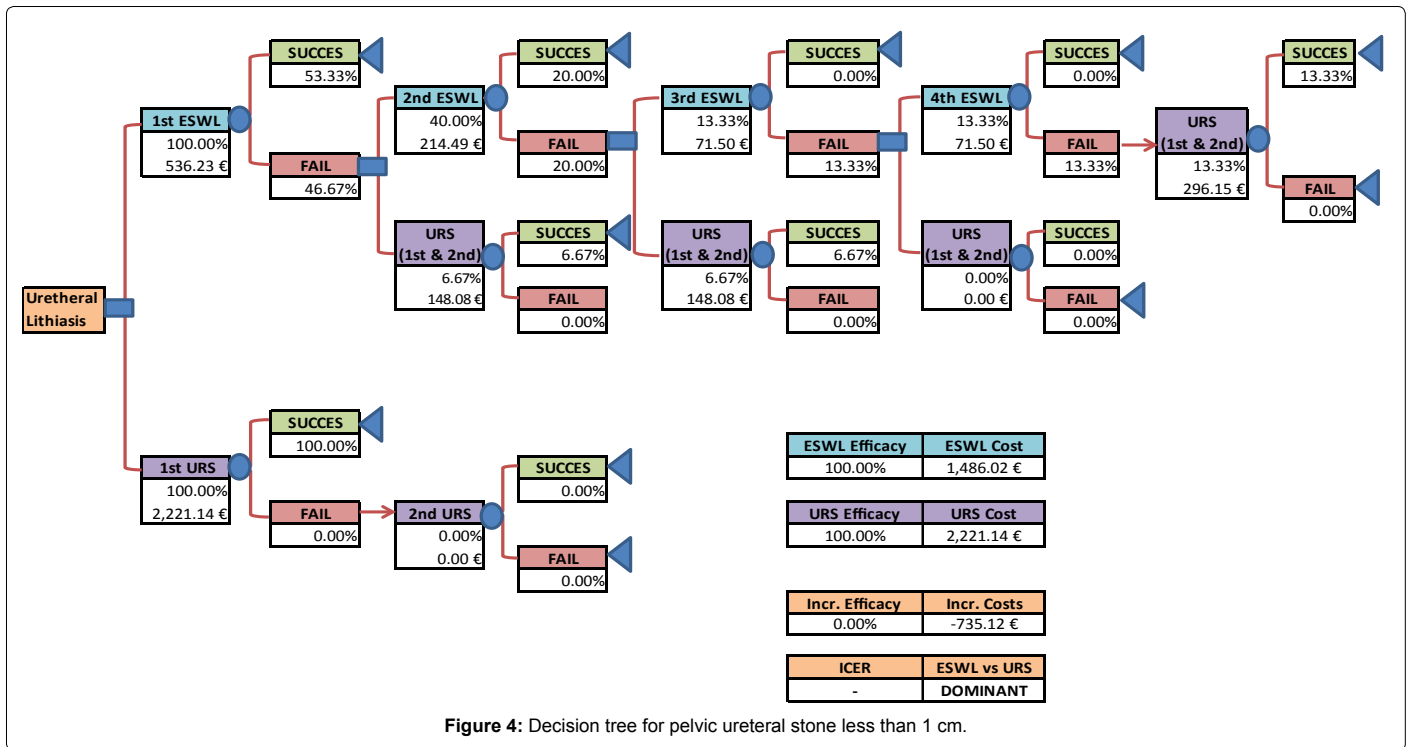 SUCCES
53.33%
1st ESWL
100.00%
536.23 €
FAIL
46.67%
2nd ESWL
40.00%
214.49 €
SUCCES
20.00%
FAIL
20.00%
URS
(1st & 2nd)
6.67%
148.08 €
SUCCES
6.67%
FAIL
0.00%
3rd ESWL
13.33%
71.50 €
SUCCES
0.00%
FAIL
13.33%
URS
(1st & 2nd)
6.67%
148.08 €
SUCCES
6.67%
FAIL
0.00%
4th ESWL
13.33%
71.50 €
SUCCES
0.00%
FAIL
13.33%
URS
(1st & 2nd)
0.00%
0.00 €
SUCCES
0.00%
FAIL
0.00%
URS
(1st & 2nd)
13.33%
296.15 €
SUCCES
13.33%
FAIL
0.00%
Uretheral
Lithiasis
1st URS
100.00%
2,221.14 €
SUCCES
100.00%
FAIL
0.00%
2nd URS
0.00%
0.00 €
SUCCES
0.00%
FAIL
0.00%
ESWL Efficacy ESWL Cost
100.00% 1,486.02 €
URS Efficacy URS Cost
100.00% 2,221.14 €
Incr. Efficacy Incr. Costs
0.00% -735.12 €
ICER ESWL vs URS
- DOMINANT
Figure 4: Decision tree for pelvic ureteral stone less than 1 cm.